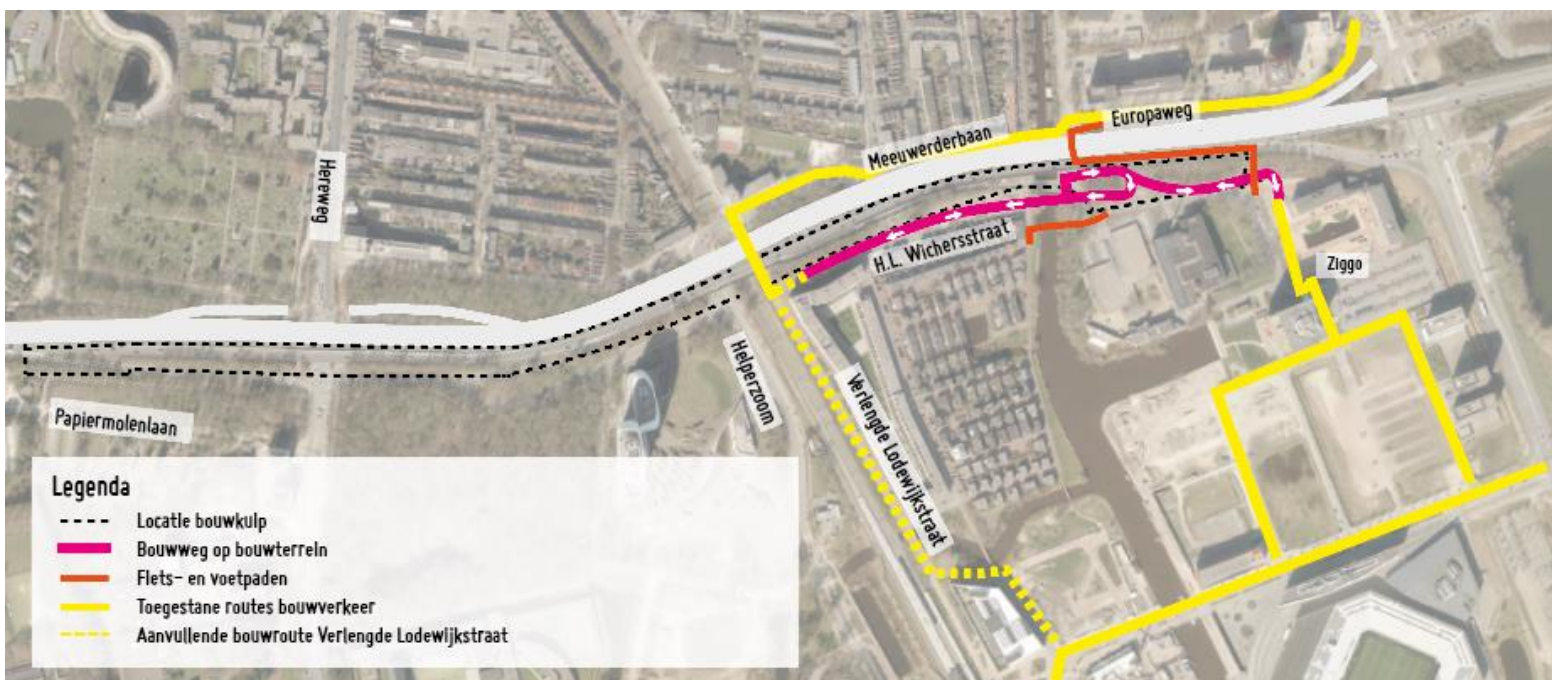 Europaweg
Meeuwerderbaan
Hereweg
H.L. Wichersstraat
Ziggo
Helperzoom
Verlengde Lodewijkstraat
Papiermolenlaan
Legenda
Locatie bouwkuip
Bouwweg op bouwterrein
Fiets- en voetpaden
Toegestane routes bouwverkeer
Aanvullende bouwroute Verlengde Lodewijkstraat